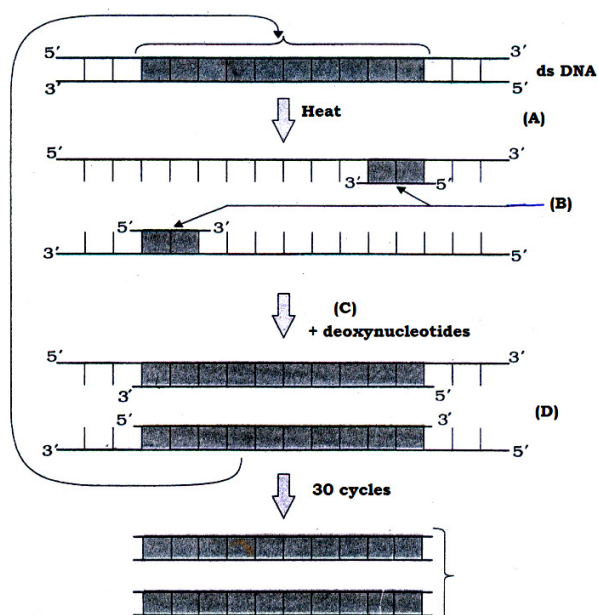 5′ 3′
3′ 5′ ds DNA
Heat
(A)
5′ 3′
3′ 5′
(B)
5′ 3′
3′ 5′
(C)
+ deoxynucleotides
5′ 3′
3′ 5′
(D)
5′ 3′
3′ 5′
30 cycles